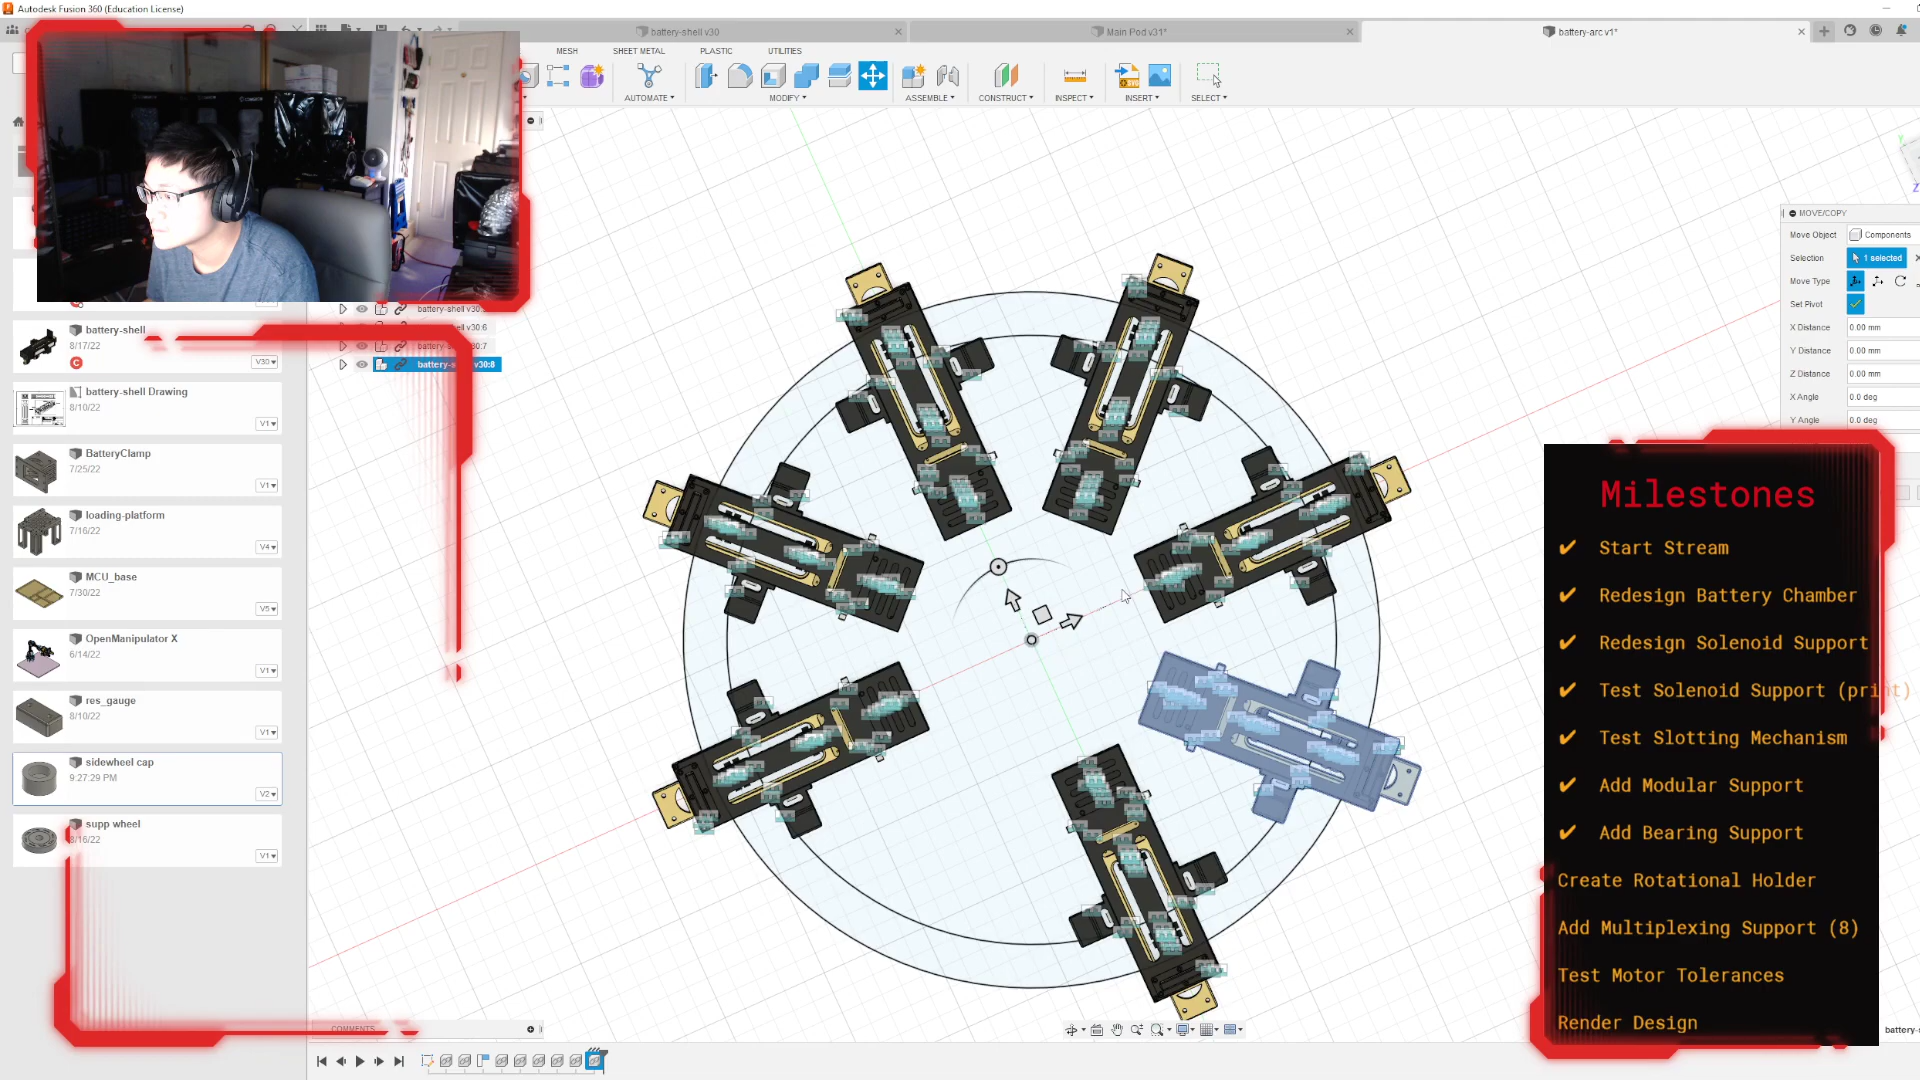 Autodesk Fusion 360 (Education License)
battery-shell v30
Main Pod v31*
battery-arc v1*
MESH
SHEET METAL
PLASTIC
UTILITIES
AUTOMATE
MODIFY
ASSEMBLE
CONSTRUCT
INSPECT
INSERT
SELECT
battery-shell
8/17/22
V30
battery-shell Drawing
8/10/22
V1
BatteryClamp
7/25/22
V1
loading-platform
7/16/22
V4
MCU_base
7/30/22
V5
OpenManipulator X
6/14/22
V1
res_gauge
8/10/22
V1
sidewheel cap
9:27:29 PM
V2
supp wheel
8/16/22
V1
v30:8
MOVE/COPY
Move Object
Components
Selection
1 selected
Move Type
Set Pivot
X Distance
0.00 mm
Y Distance
0.00 mm
Z Distance
0.00 mm
X Angle
0.0 deg
Y Angle
0.0 deg
Milestones
✔ Start Stream
✔ Redesign Battery Chamber
✔ Redesign Solenoid Support
✔ Test Solenoid Support (print)
✔ Test Slotting Mechanism
✔ Add Modular Support
✔ Add Bearing Support
Create Rotational Holder
Add Multiplexing Support (8)
Test Motor Tolerances
Render Design
COMMENTS